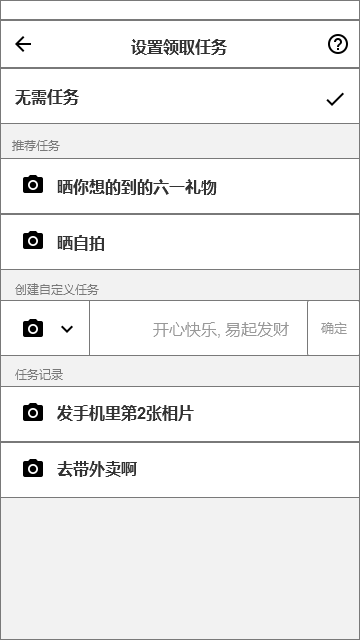 设置领取任务
无需任务
推荐任务
晒你想的到的六一礼物
晒自拍
创建自定义任务
开心快乐, 易起发财
确定
任务记录
发手机里第2张相片
去带外卖啊